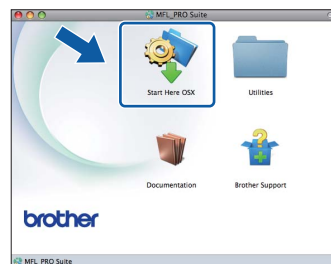 MFL_PRO Suite
Start Here OSX
Utilities
Documentation
Brother Support
brother
MFL_PRO Suite